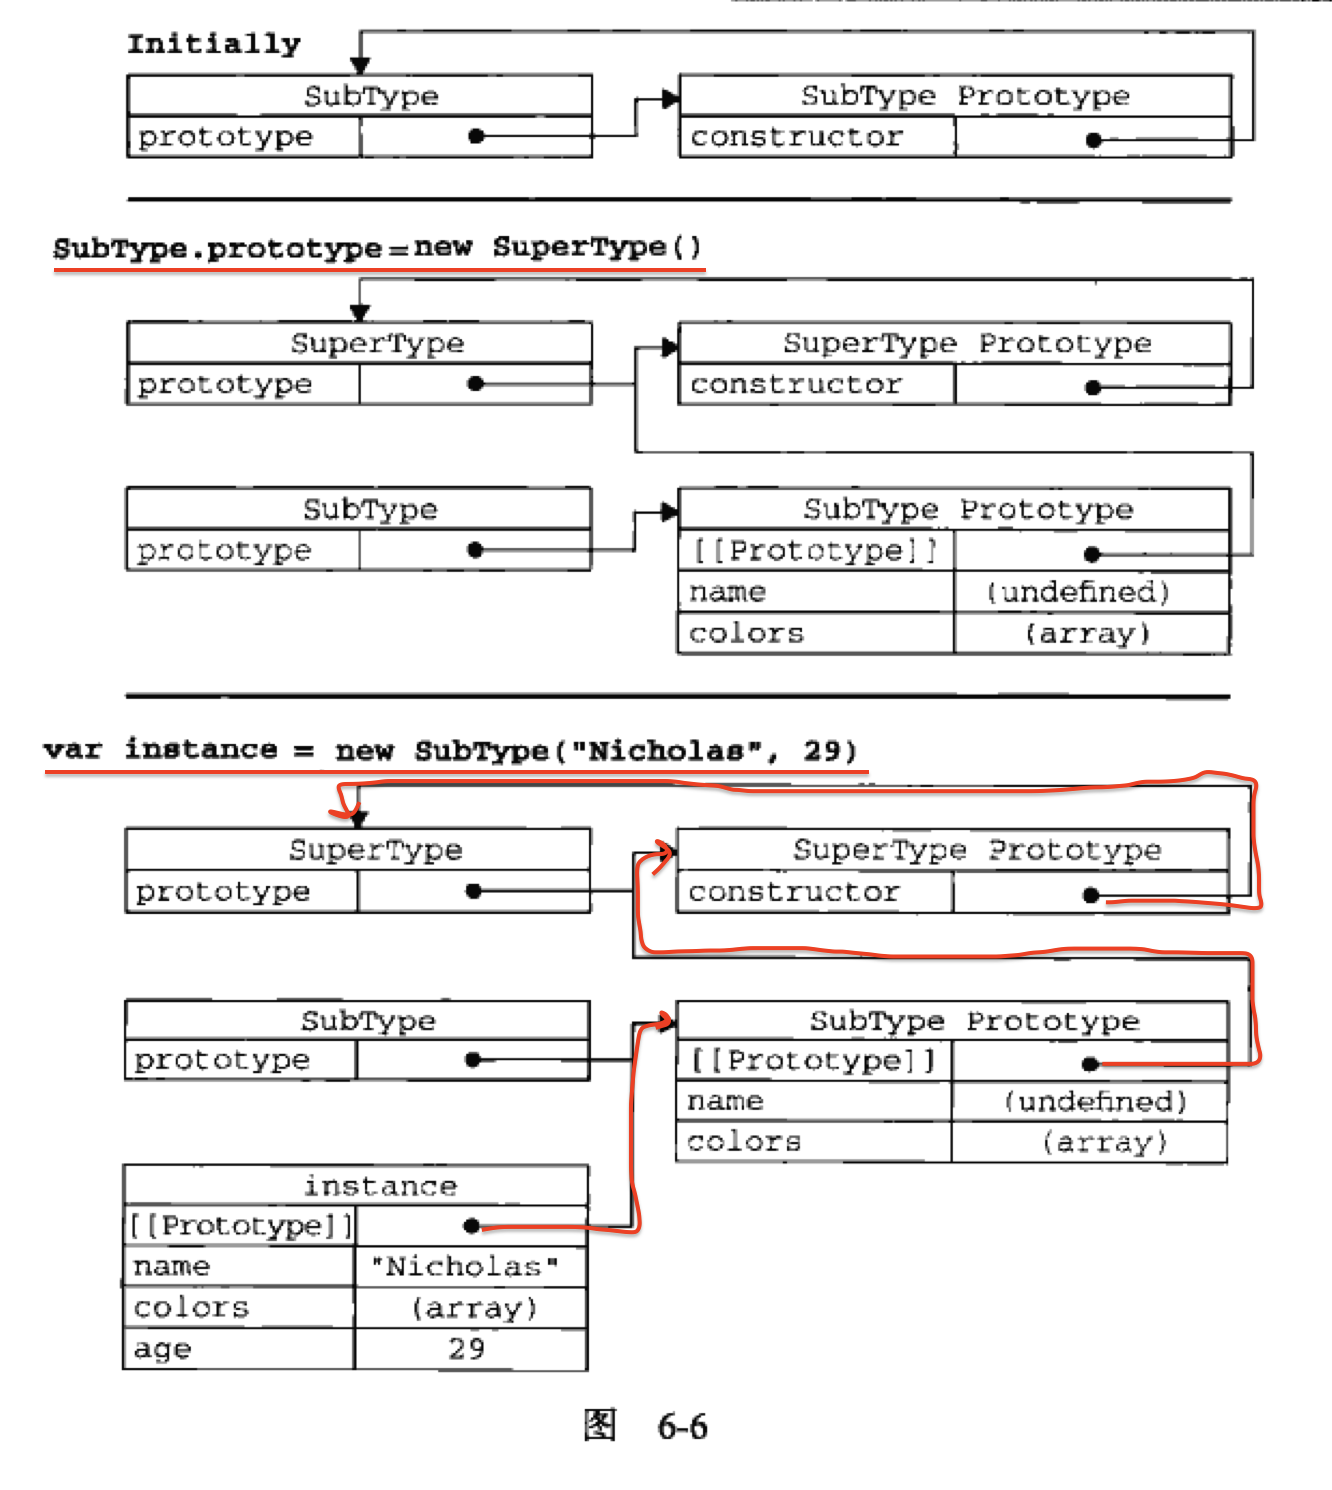 Initially
SubType
SubType Prototype
prototype
constructor
SubType.prototype=new SuperType()
SuperType
SuperType Prototype
prototype
constructor
SubType
SubType Prototype
prototype
[[Prototype]]
name (undefined)
colors (array)
var instance = new SubType("Nicholas", 29)
SuperType
SuperType Prototype
prototype
constructor
SubType
SubType Prototype
prototype
[[Prototype]]
name (undefined)
colors (array)
instance
[[Prototype]]
name "Nicholas"
colors (array)
age 29
图 6-6